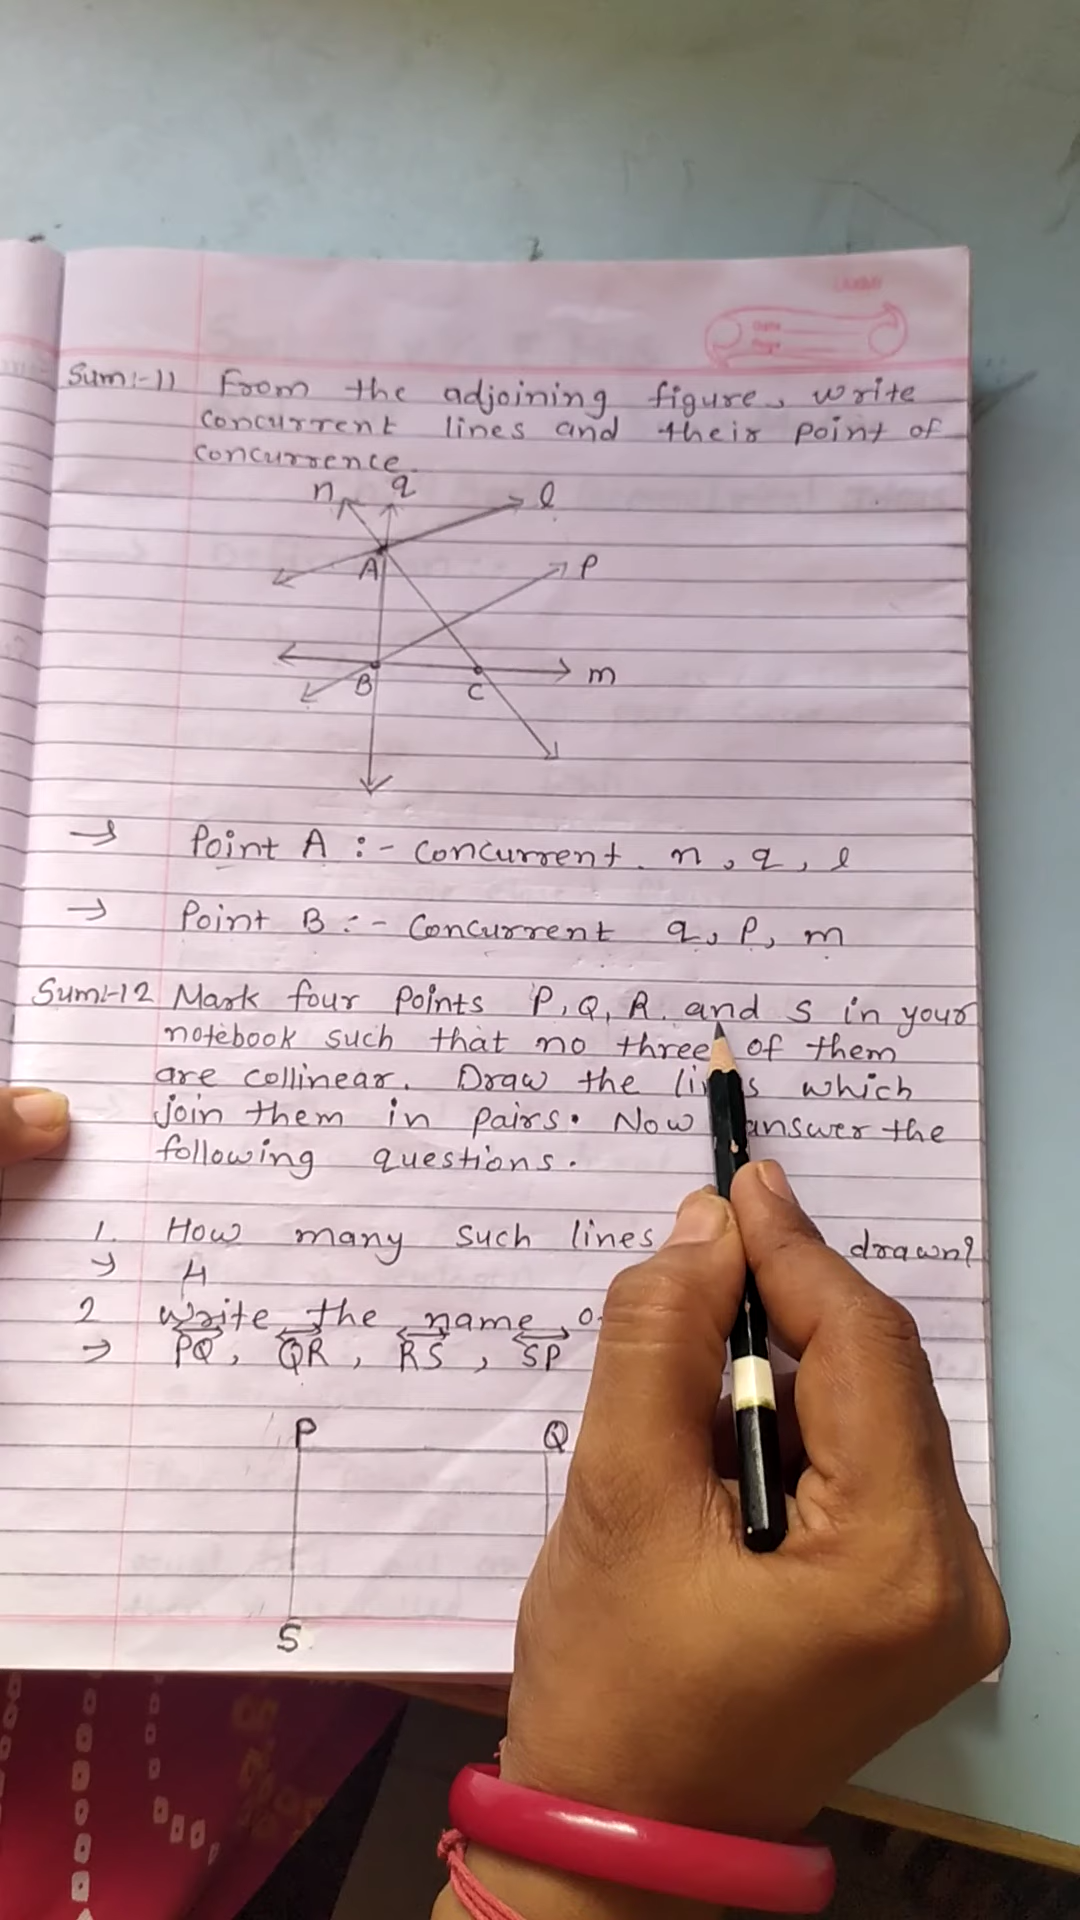 Sum:-11 From the adjoining figure, write
concurrent lines and their point of
concurrence.
n q l
A
P
B C m
→ Point A :- concurrent n, q, l
→ Point B :- concurrent q, P, m
Sum:-12 Mark four points P, Q, R and S in your
notebook such that no three of them
are collinear. Draw the which
join them in pairs. Now answer the
following questions.
1. How many such lines drawn?
→ 4
2 write the name
→ PQ, QR, RS, SP
P Q
S